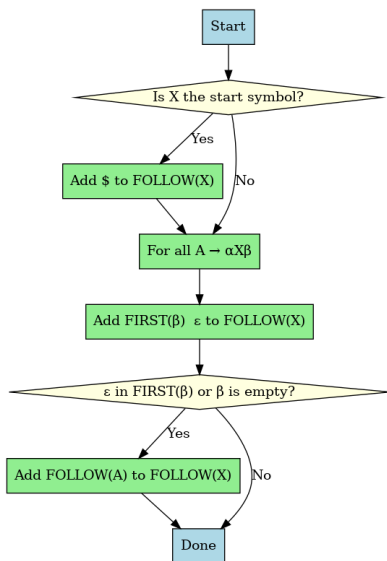 Start
Is X the start symbol?
Yes
Add $ to FOLLOW(X)
No
For all A → αXβ
Add FIRST(β)  ε to FOLLOW(X)
ε in FIRST(β) or β is empty?
Yes
Add FOLLOW(A) to FOLLOW(X)
No
Done